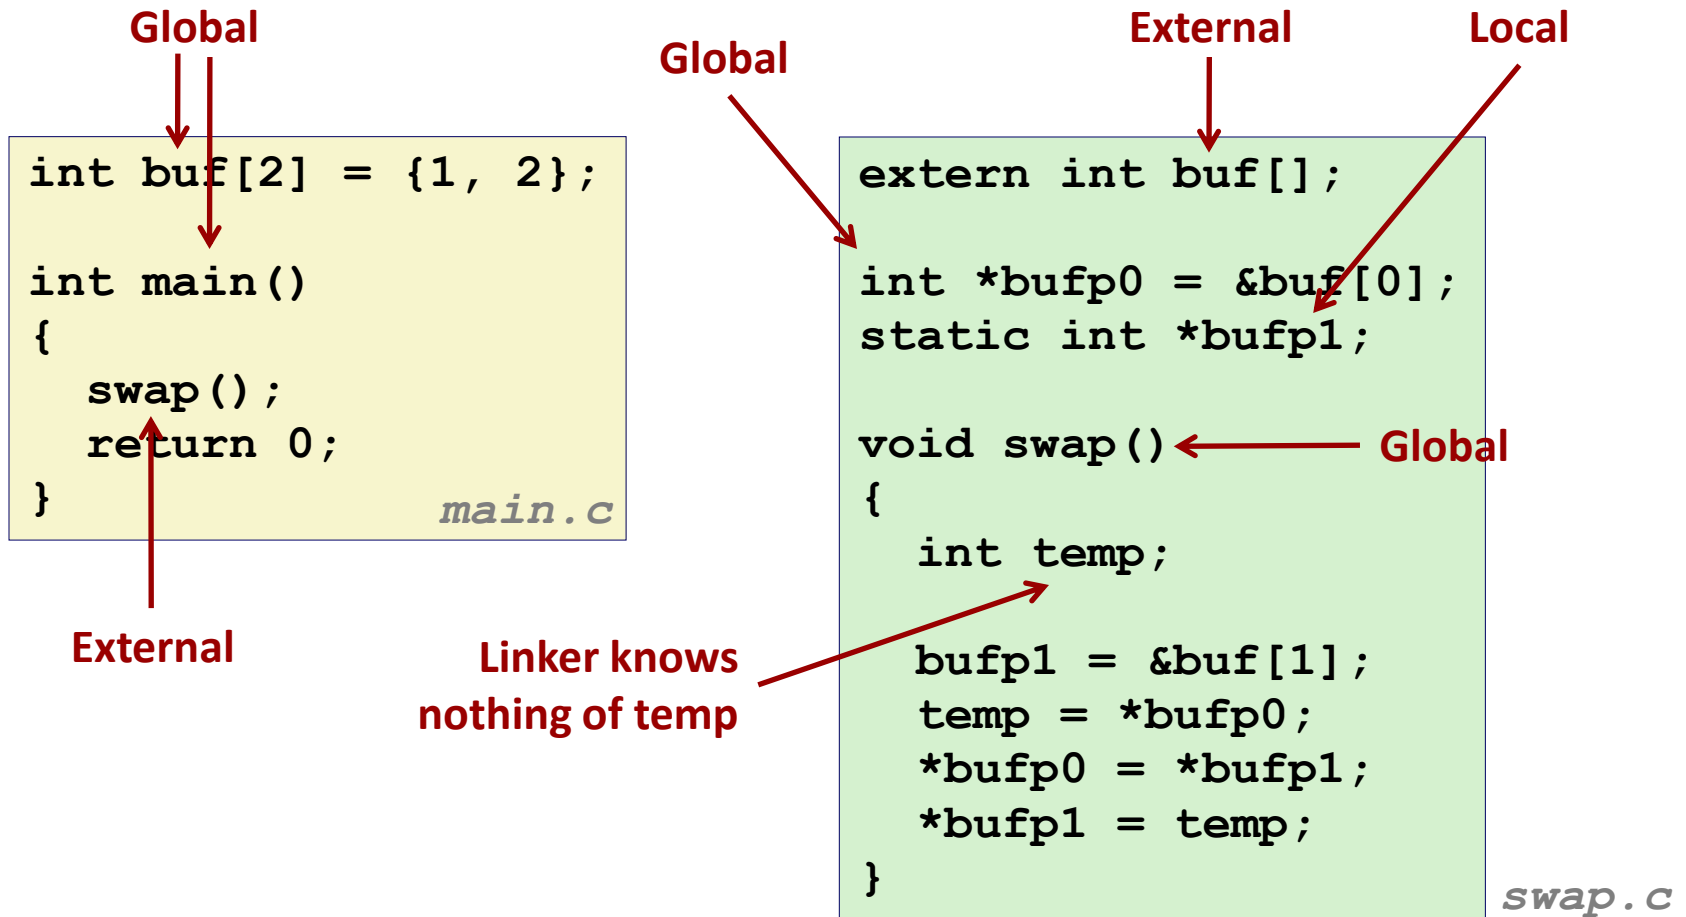 Global
External
Local
Global
int buf[2] = {1, 2};
int main()
{
swap();
return 0;
}
main.c
External
extern int buf[];
int *bufp0 = &buf[0];
static int *bufp1;
void swap()
Global
{
int temp;
Linker knows
nothing of temp
bufp1 = &buf[1];
temp = *bufp0;
*bufp0 = *bufp1;
*bufp1 = temp;
}
swap.c